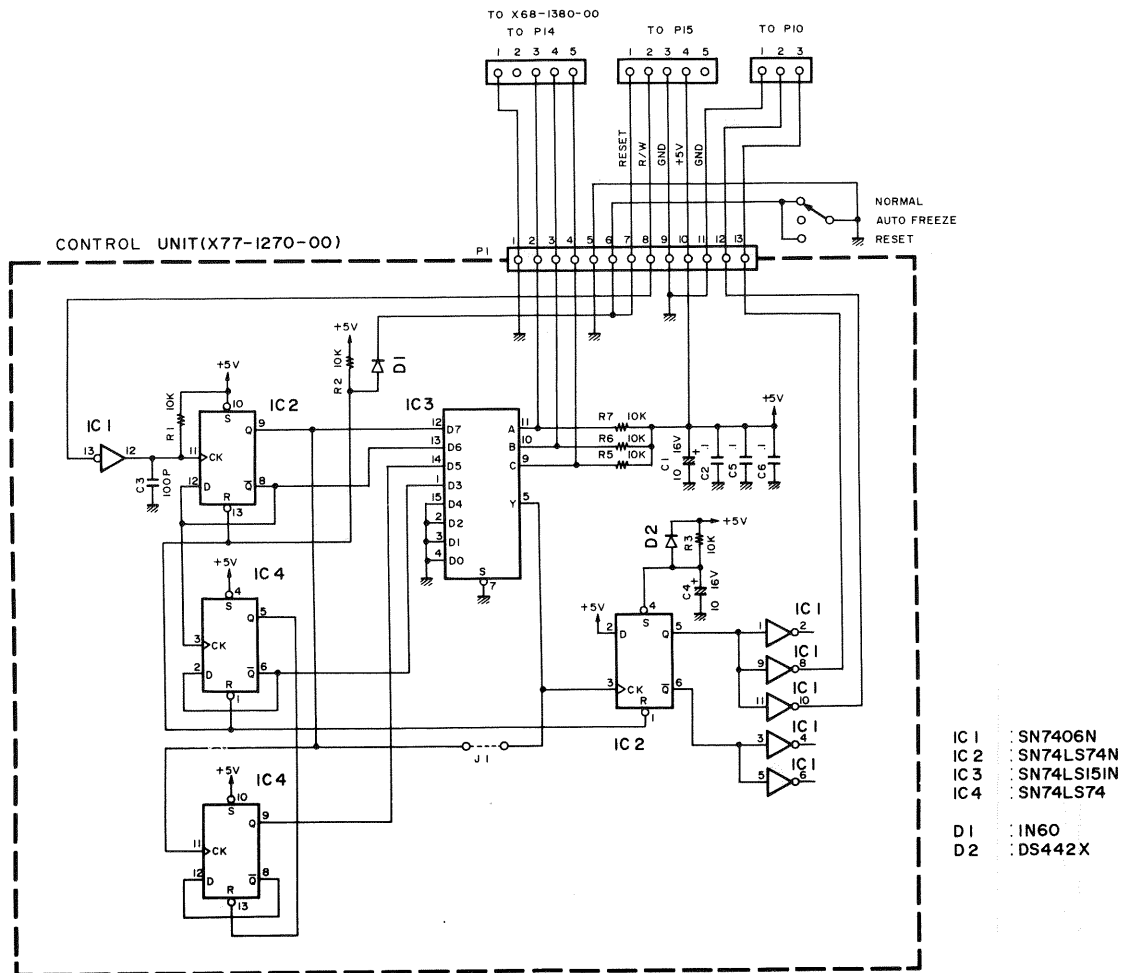 TO X68-1380-00
TO P14
TO P15
TO P10
1 2 3 4 5
1 2 3 4 5
1 2 3
RESET
R/W
GND
+5V
GND
NORMAL
AUTO FREEZE
RESET
CONTROL UNIT(X77-1270-00)
P1
1 2 3 4 5 6 7 8 9 10 11 12 13
+5V
R2 10K
D1
+5V
R1 10K
IC1
13 12
C3
100P
IC2
10
S
9
Q
11
CK
12
D
R
8
Q
13
IC3
12 D7
13 D6
14 D5
1 D3
15 D4
2 D2
3 D1
4 D0
A 11
B 10
C 9
Y 5
S
7
R7 10K
R6 10K
R5 10K
+5V
C1
10 16V
+
C2 .1
C5 .1
C6 .1
+5V
IC4
4
S
5
Q
3
CK
2
D
R
6
Q
1
D2
+5V
R3
10K
C4
+
10 16V
+5V
2
D
4
S
5
Q
3
CK
R
6
Q
1
IC2
IC1
1 2
IC1
9 8
IC1
11 10
IC1
3 4
IC1
5 6
J1
+5V
IC4
10
S
9
Q
11
CK
12
D
R
8
Q
13
IC1 :SN7406N
IC2 :SN74LS74N
IC3 :SN74LS151N
IC4 :SN74LS74
D1 :1N60
D2 :DS442X